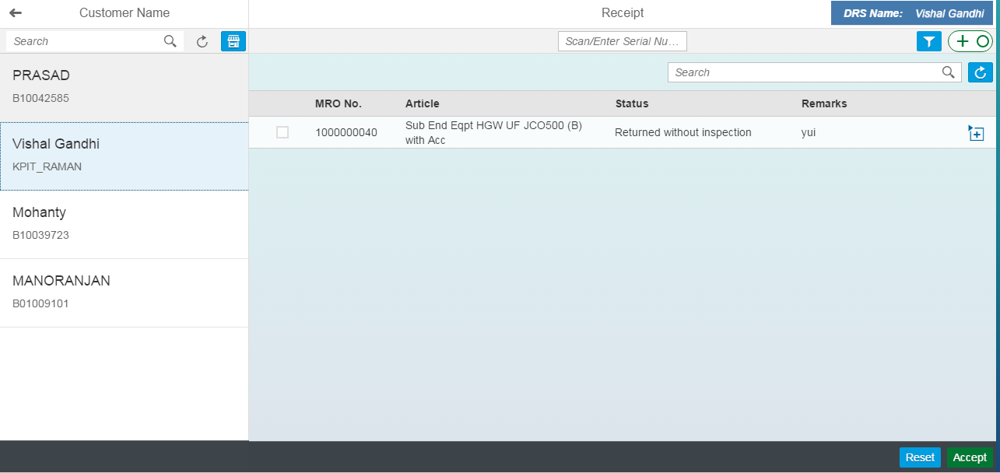 Customer Name
Receipt
DRS Name: Vishal Gandhi
Search
Scan/Enter Serial Nu...
Search
PRASAD
B10042585
Vishal Gandhi
KPIT_RAMAN
Mohanty
B10039723
MANORANJAN
B01009101
MRO No. Article Status Remarks
1000000040 Sub End Eqpt HGW UF JCO500 (B) Returned without inspection yui
with Acc
Reset Accept